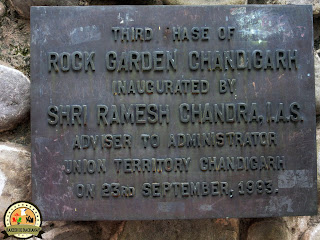 THIRD PHASE OF
ROCK GARDEN CHANDIGARH
INAUGURATED BY
SHRI RAMESH CHANDRA, I.A.S.
ADVISER TO ADMINISTRATOR
UNION TERRITORY CHANDIGARH
ON 23RD SEPTEMBER, 1993.